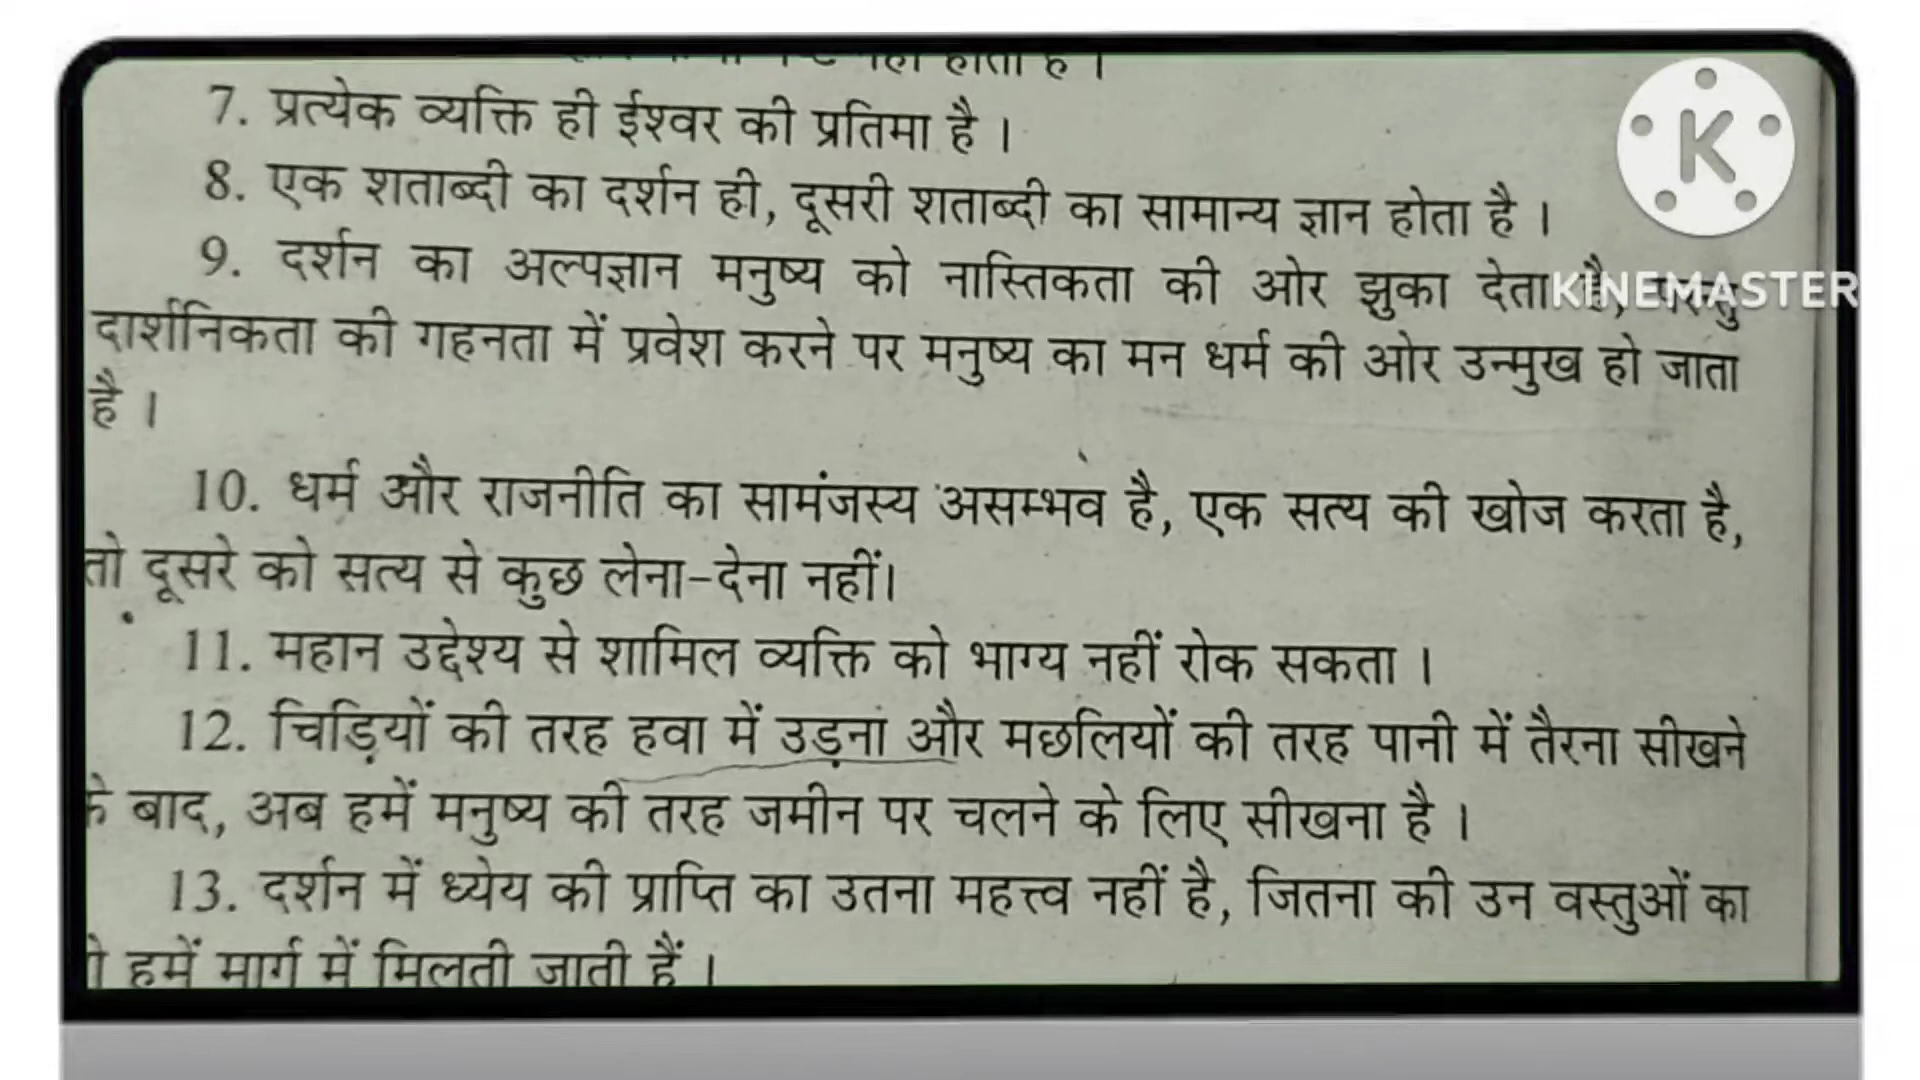 हाता है ।
7. प्रत्येक व्यक्ति ही ईश्वर की प्रतिमा है ।
8. एक शताब्दी का दर्शन ही, दूसरी शताब्दी का सामान्य ज्ञान होता है ।
9. दर्शन का अल्पज्ञान मनुष्य को नास्तिकता की ओर झुका देता
दार्शनिकता की गहनता में प्रवेश करने पर मनुष्य का मन धर्म की ओर उन्मुख हो जाता
है ।
10. धर्म और राजनीति का सामंजस्य असम्भव है, एक सत्य की खोज करता है,
तो दूसरे को सत्य से कुछ लेना-देना नहीं।
11. महान उद्देश्य से शामिल व्यक्ति को भाग्य नहीं रोक सकता ।
12. चिड़ियों की तरह हवा में उड़ना और मछलियों की तरह पानी में तैरना सीखने
के बाद, अब हमें मनुष्य की तरह जमीन पर चलने के लिए सीखना है ।
13. दर्शन में ध्येय की प्राप्ति का उतना महत्त्व नहीं है, जितना की उन वस्तुओं का
हमें मार्ग में मिलती जाती हैं ।
K
KINEMASTER